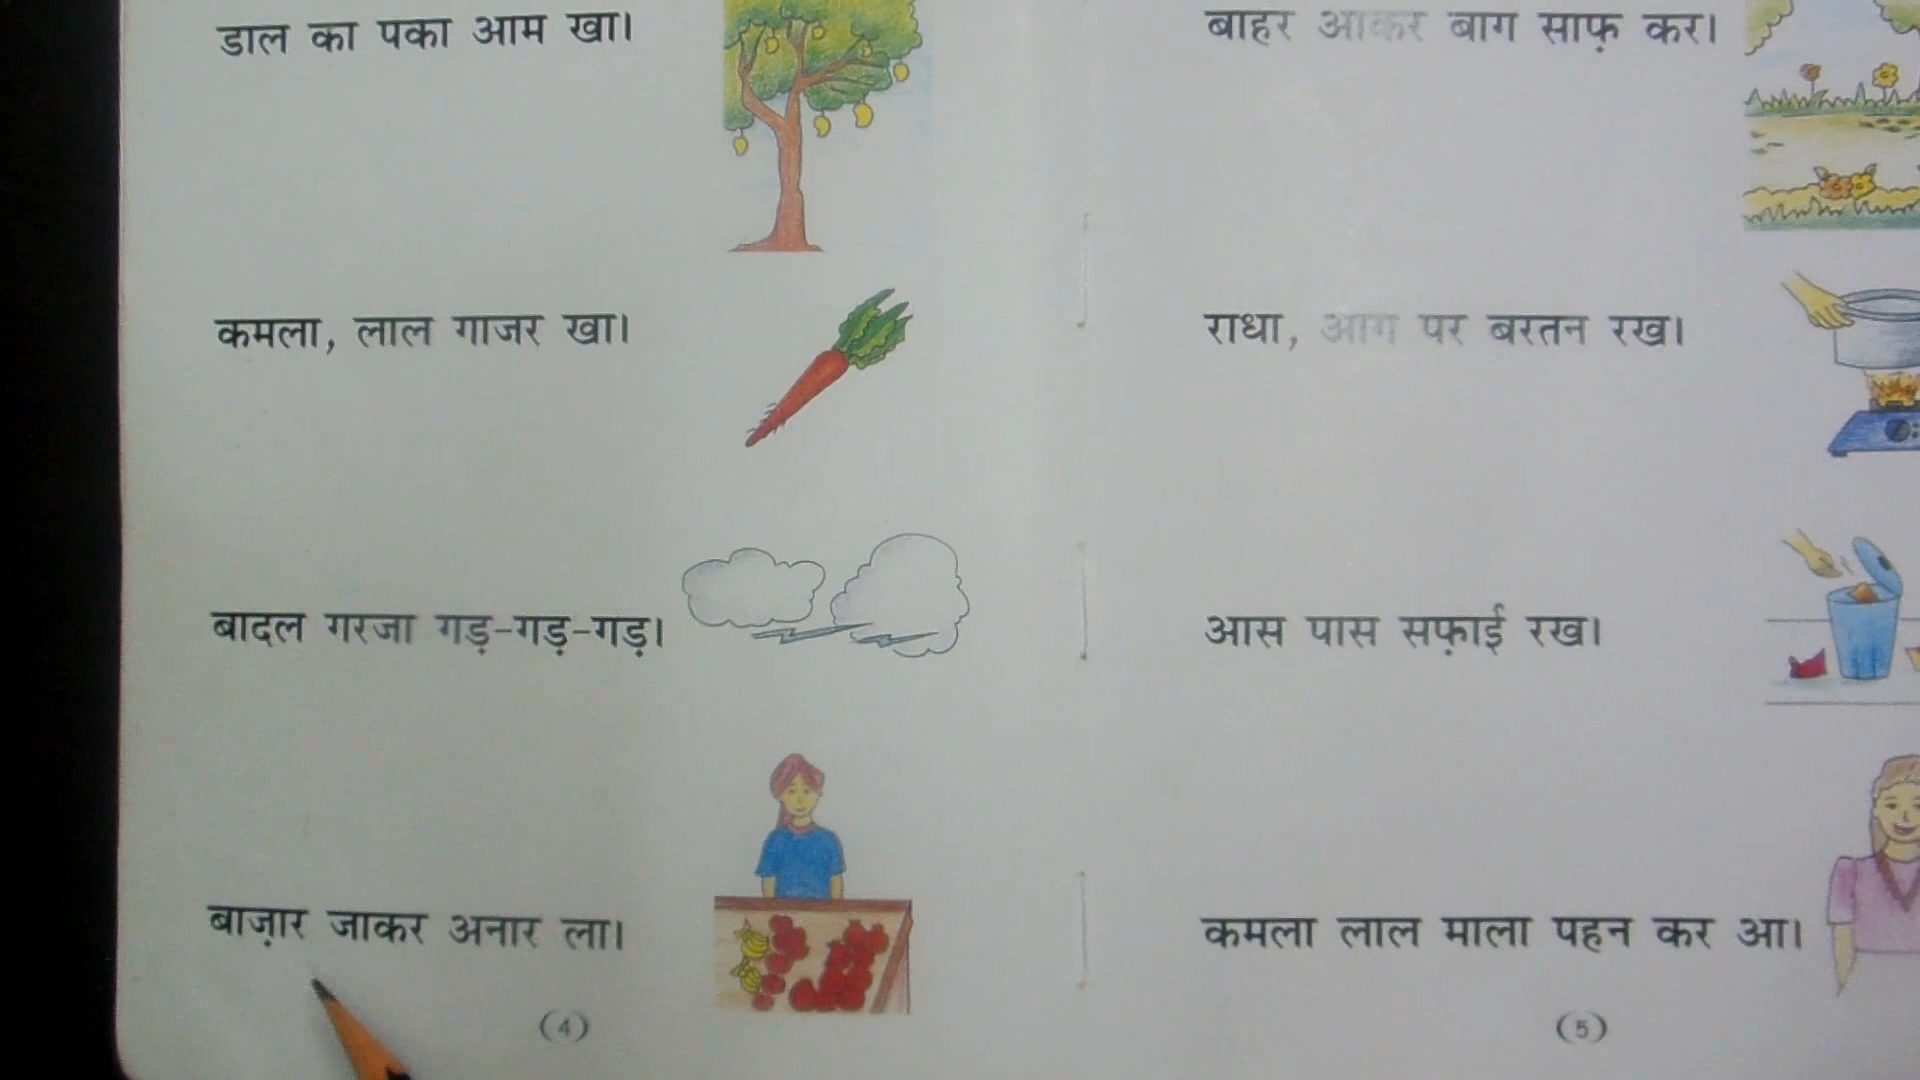 डाल का पका आम खा।
कमला, लाल गाजर खा।
बादल गरजा गड़-गड़-गड़।
बाज़ार जाकर अनार ला।
(4)
बाहर आकर बाग साफ़ कर।
राधा, आग पर बरतन रख।
आस पास सफ़ाई रख।
कमला लाल माला पहन कर आ।
(5)